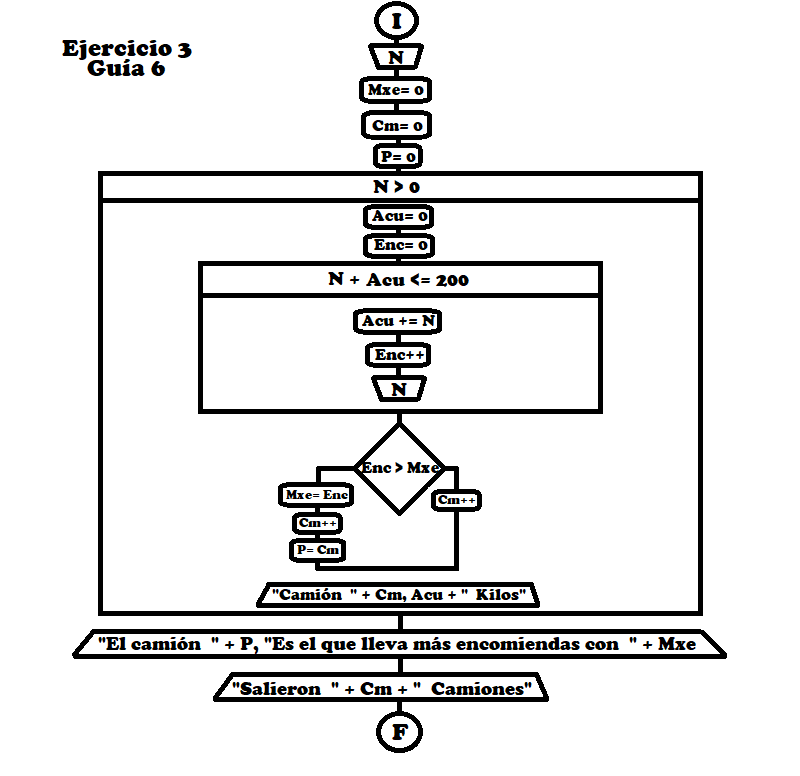 I
Ejercicio 3
Guía 6
N
Mxe= 0
Cm= 0
P= 0
N > 0
Acu= 0
Enc= 0
N + Acu <= 200
Acu += N
Enc++
N
Enc > Mxe
Mxe= Enc
Cm++
Cm++
P= Cm
"Camión " + Cm, Acu + " Kilos"
"El camión " + P, "Es el que lleva más encomiendas con " + Mxe
"Salieron " + Cm + " Camiones"
F